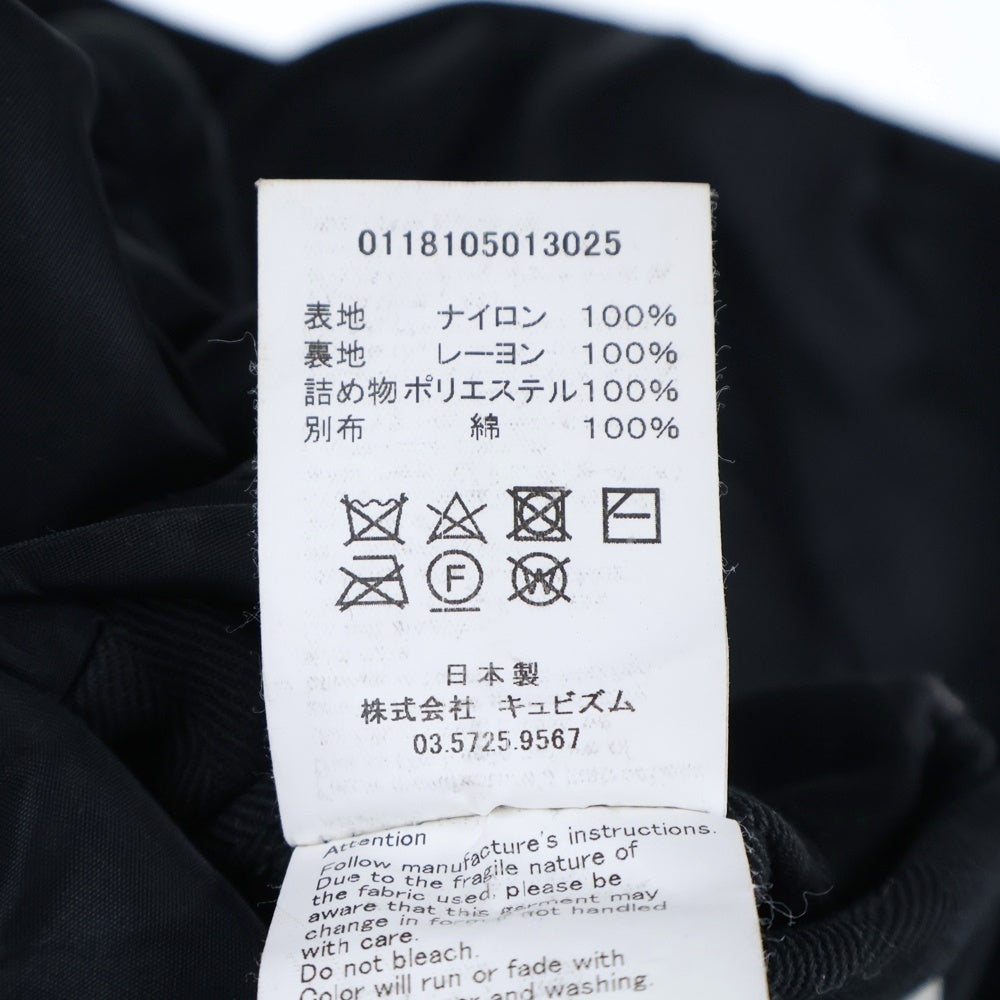 0118105013025
表地 ナイロン 100%
裏地 レーヨン 100%
詰め物 ポリエステル 100%
別布 綿 100%
F
W
日本製
株式会社 キュビズム
03.5725.9567
Attention
Follow manufacture's instructions.
Due to the fragile nature of
the fabric used, please be
aware that this garment may
change in form if not handled
with care.
Do not bleach.
Color will run or fade with
and washing.